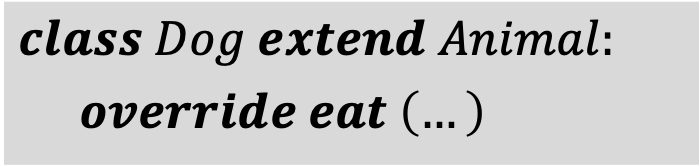 class Dog extend Animal:
override eat (... )